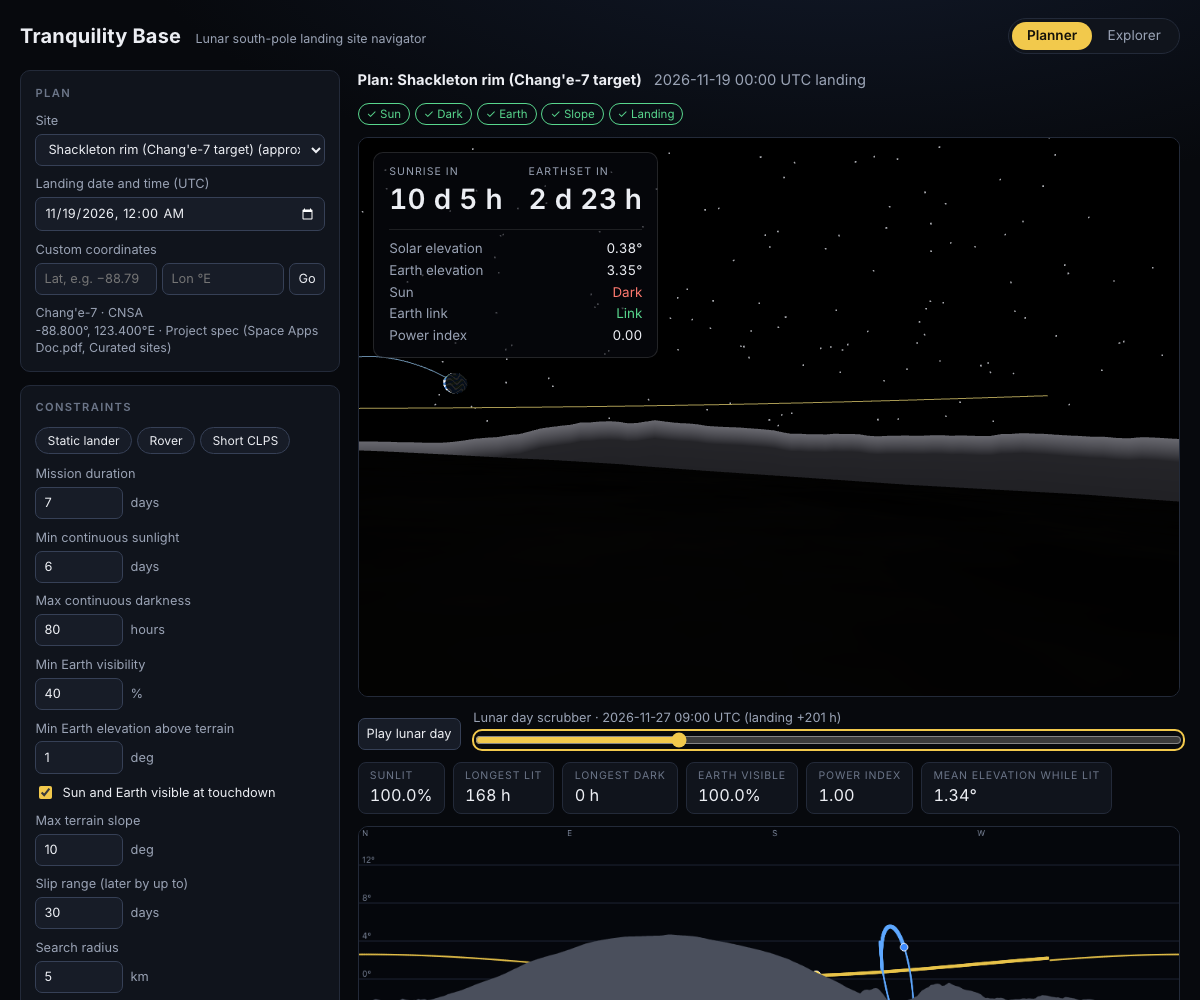 Tranquility Base Lunar south-pole landing site navigator Planner Explorer
PLAN
Site
Shackleton rim (Chang'e-7 target) (approx
Landing date and time (UTC)
11/19/2026, 12:00 AM
Custom coordinates
Lat, e.g. −88.79 Lon °E Go
Chang'e-7 · CNSA
-88.800°, 123.400°E · Project spec (Space Apps
Doc.pdf, Curated sites)
CONSTRAINTS
Static lander Rover Short CLPS
Mission duration
7 days
Min continuous sunlight
6 days
Max continuous darkness
80 hours
Min Earth visibility
40 %
Min Earth elevation above terrain
1 deg
Sun and Earth visible at touchdown
Max terrain slope
10 deg
Slip range (later by up to)
30 days
Search radius
5 km
Plan: Shackleton rim (Chang'e-7 target) 2026-11-19 00:00 UTC landing
✓ Sun ✓ Dark ✓ Earth ✓ Slope ✓ Landing
SUNRISE IN EARTHSET IN
10 d 5 h 2 d 23 h
Solar elevation 0.38°
Earth elevation 3.35°
Sun Dark
Earth link Link
Power index 0.00
Play lunar day
Lunar day scrubber · 2026-11-27 09:00 UTC (landing +201 h)
SUNLIT LONGEST LIT LONGEST DARK EARTH VISIBLE POWER INDEX MEAN ELEVATION WHILE LIT
100.0% 168 h 0 h 100.0% 1.00 1.34°
N E S W
12°
8°
4°
0°